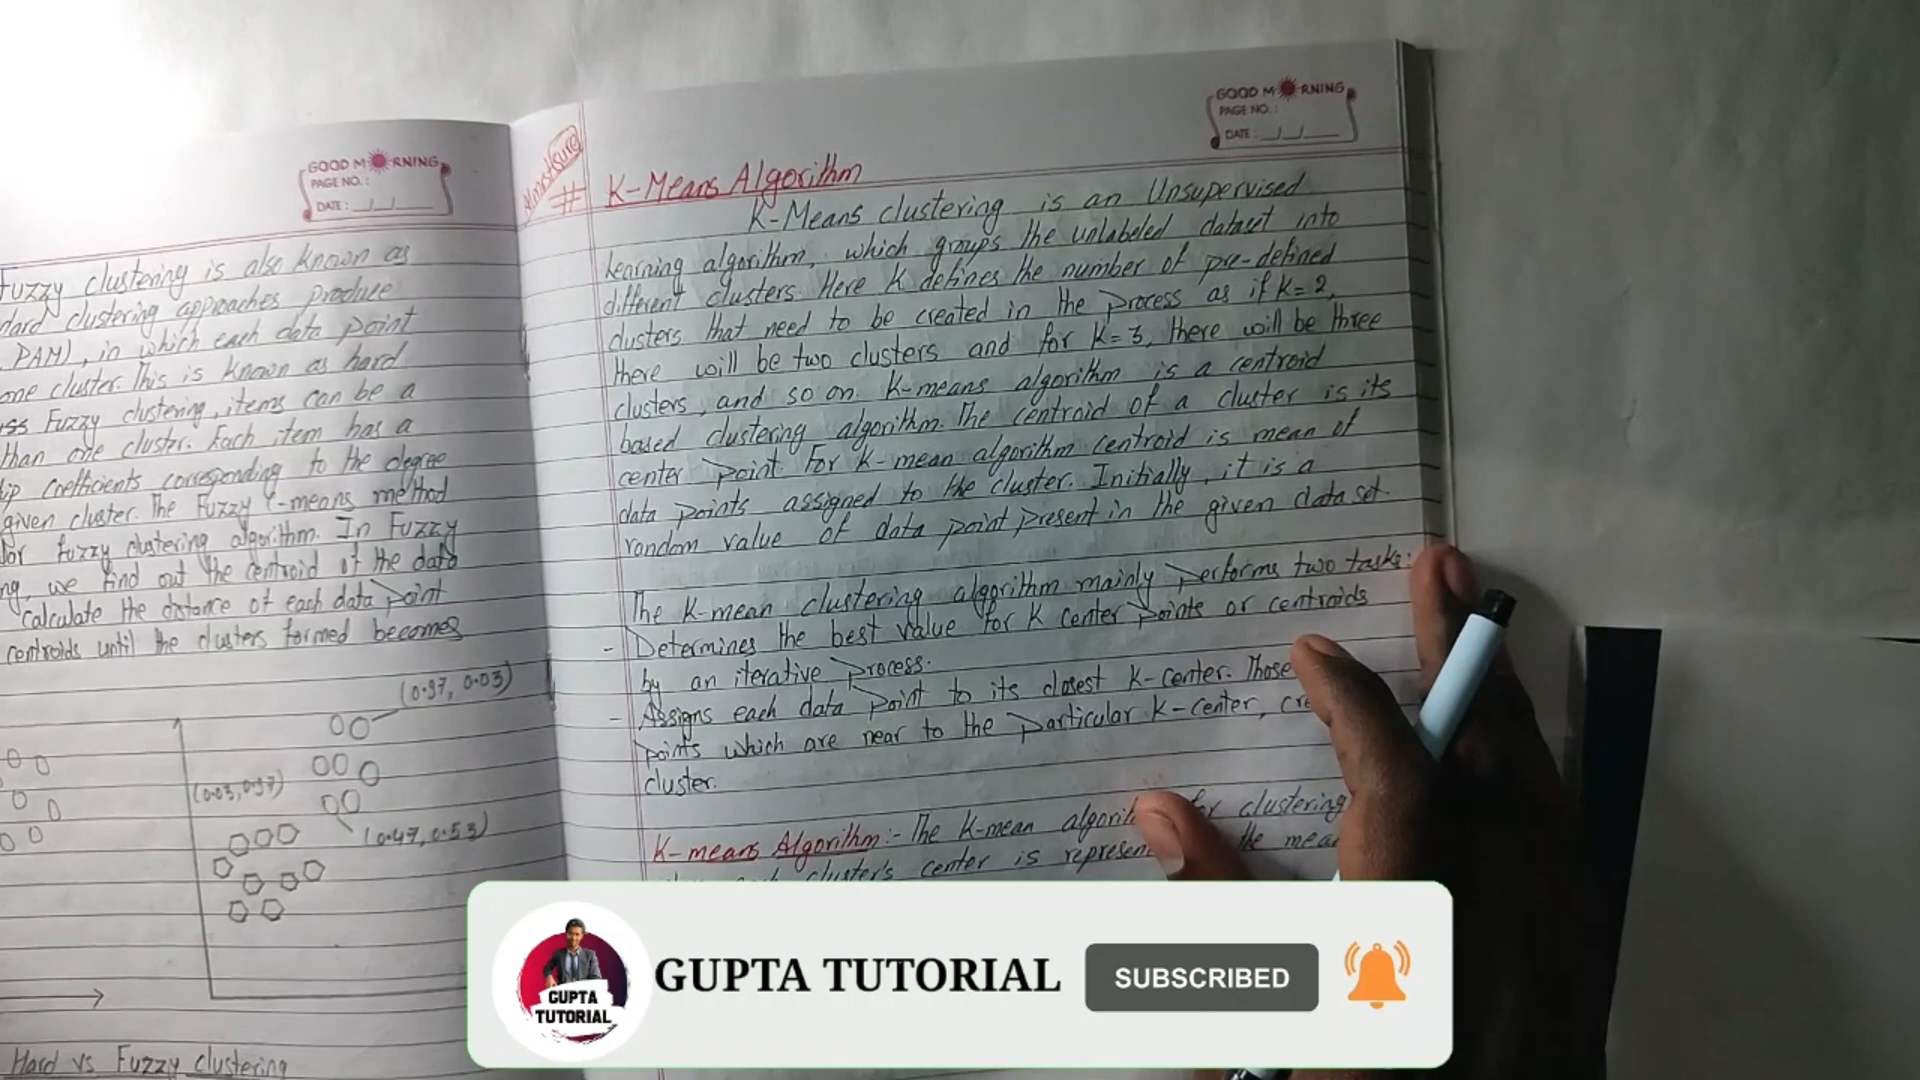 GOOD MORNING
PAGE NO.:
DATE:
Fuzzy clustering is also known as
clustering approaches produce
PAM), in which each data point
one cluster. This is known as hard
Fuzzy clustering, items can be a
than one cluster. Each item has a
coefficients corresponding to the degree
given cluster. The Fuzzy C-means method
fuzzy clustering algorithm. In Fuzzy
we find out the centroid of the data
calculate the distance of each data point
centroids until the clusters formed becomes
(0.97, 0.03)
(0.03, 0.97)
(0.47, 0.53)
Hard vs Fuzzy clustering
GOOD MORNING
PAGE NO.:
DATE:
Sure
# K-Means Algorithm
K-Means clustering is an Unsupervised
learning algorithm, which groups the unlabeled dataset into
different clusters. Here K defines the number of pre-defined
clusters that need to be created in the process as if K=2,
there will be two clusters and for K=3, there will be three
clusters, and so on. K-means algorithm is a centroid
based clustering algorithm. The centroid of a cluster is its
center point. For K-mean algorithm centroid is mean of
data points assigned to the cluster. Initially, it is a
random value of data point present in the given data set.
The K-mean clustering algorithm mainly performs two tasks:
- Determines the best value for K center points or centroids
by an iterative process.
- Assigns each data point to its closest K-center. Those
points which are near to the particular K-center,
cluster.
K-means Algorithm:- The K-mean for clustering
cluster's center is the
GUPTA TUTORIAL
GUPTA TUTORIAL
SUBSCRIBED